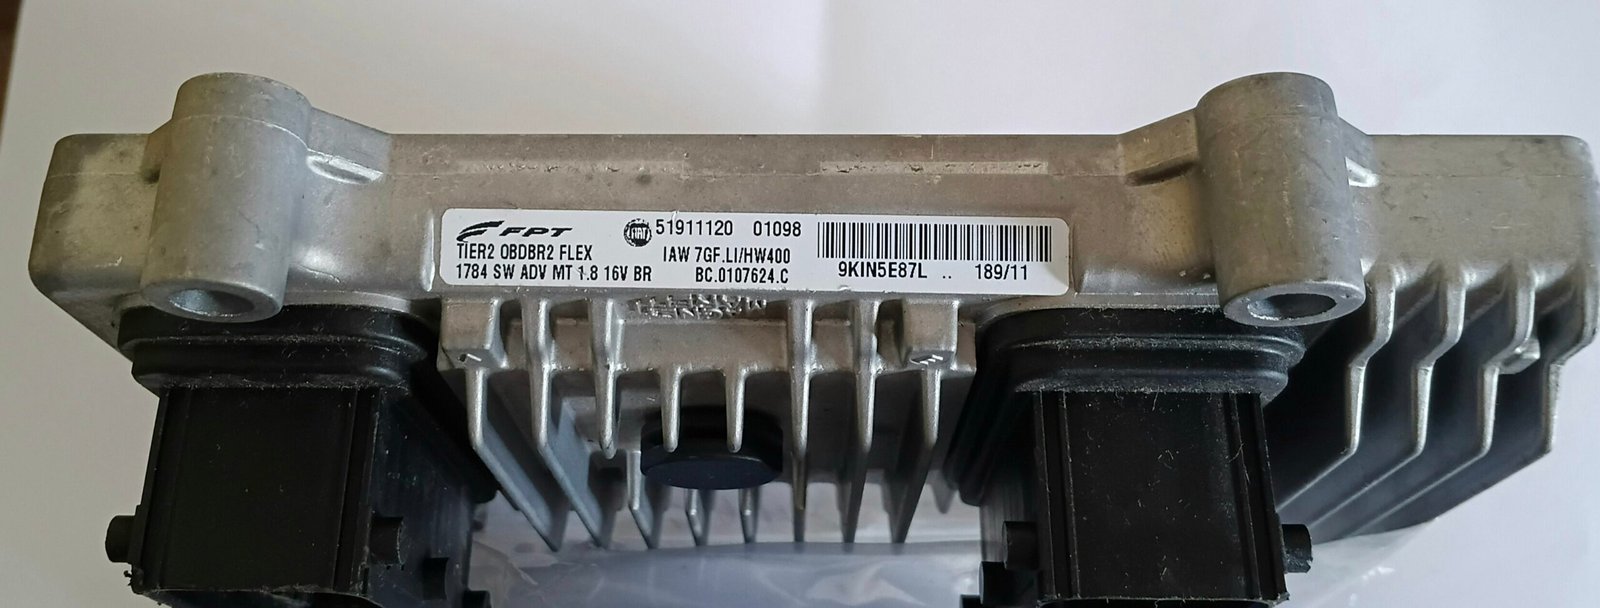 FPT
TIER2 OBDBR2 FLEX
1784 SW ADV MT 1.8 16V BR
FIAT 51911120 01098
IAW 7GF.LI/HW400
BC.0107624.C
9KIN5E87L .. 189/11